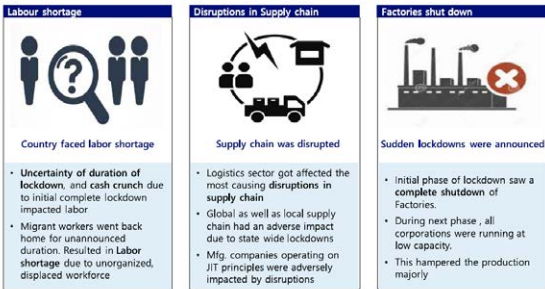 Labour shortage
Country faced labor shortage
• Uncertainty of duration of
lockdown, and cash crunch due
to initial complete lockdown
impacted labor
• Migrant workers went back
home for unannounced
duration. Resulted in Labor
shortage due to unorganized,
displaced workforce
Disruptions in Supply chain
Supply chain was disrupted
• Logistics sector got affected the
most causing disruptions in
supply chain
• Global as well as local supply
chain had an adverse impact
due to state wide lockdowns
• Mfg. companies operating on
JIT principles were adversely
impacted by disruptions
Factories shut down
Sudden lockdowns were announced
• Initial phase of lockdown saw a
complete shutdown of
Factories.
• During next phase , all
corporations were running at
low capacity.
• This hampered the production
majorly